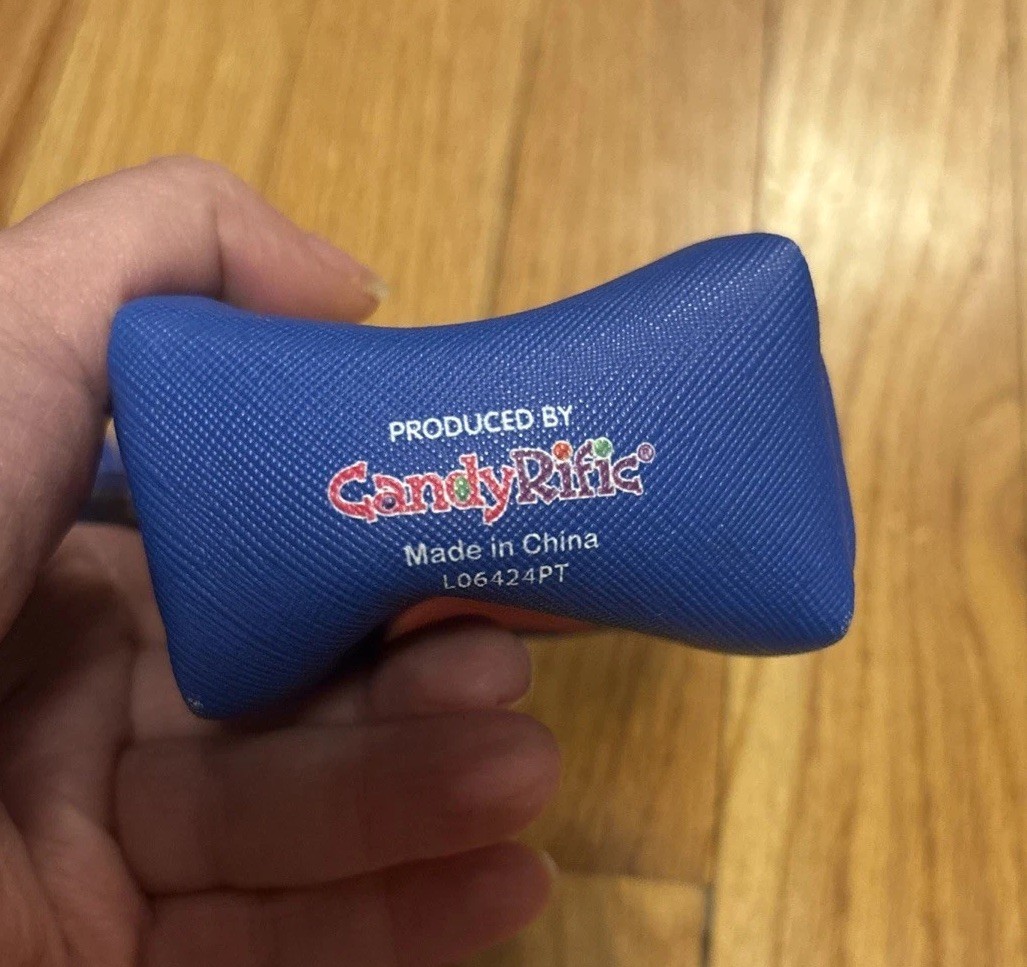 PRODUCED BY
CandyRific®
Made in China
L06424PT